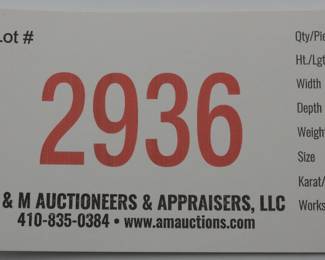 Lot #
2936
& M AUCTIONEERS & APPRAISERS, LLC
410-835-0384 • www.amauctions.com
Qty/Pie
Ht./Lgt
Width
Depth
Weight
Size
Karat/
Works